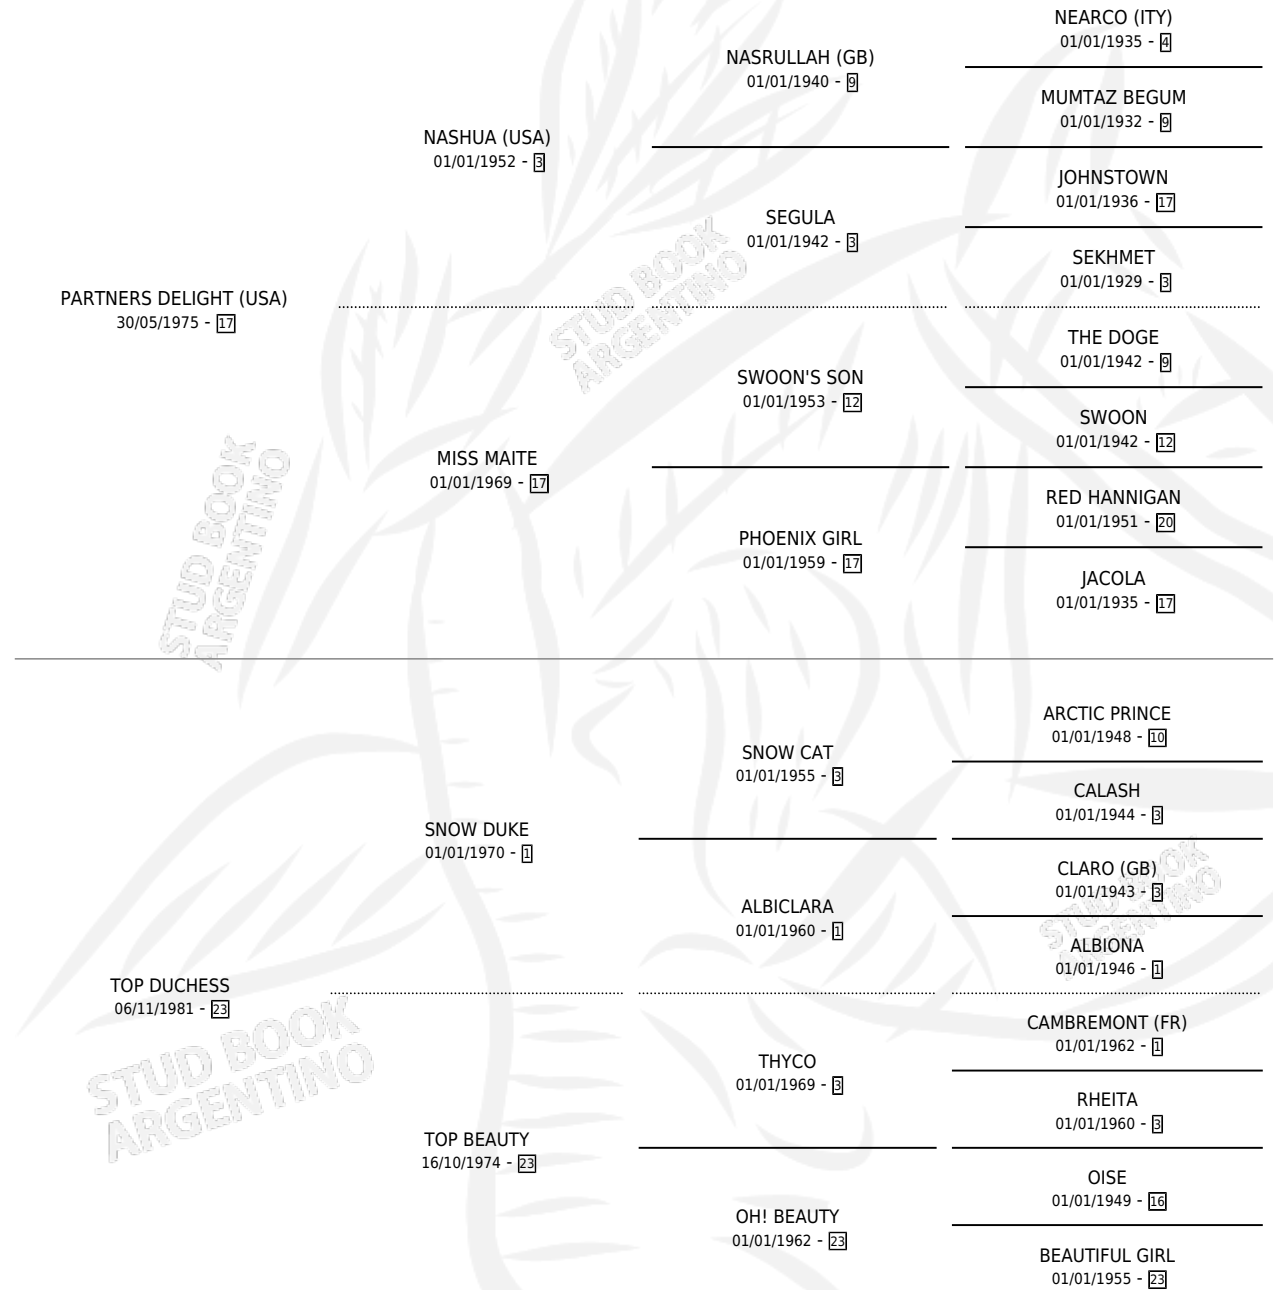 NEARCO (ITY)
01/01/1935 - 4
NASRULLAH (GB)
01/01/1940 - 9
MUMTAZ BEGUM
01/01/1932 - 9
NASHUA (USA)
01/01/1952 - 3
JOHNSTOWN
01/01/1936 - 17
SEGULA
01/01/1942 - 3
SEKHMET
01/01/1929 - 3
PARTNERS DELIGHT (USA)
30/05/1975 - 17
THE DOGE
01/01/1942 - 9
SWOON'S SON
01/01/1953 - 12
SWOON
01/01/1942 - 12
MISS MAITE
01/01/1969 - 17
RED HANNIGAN
01/01/1951 - 20
PHOENIX GIRL
01/01/1959 - 17
JACOLA
01/01/1935 - 17
STUD BOOK
ARGENTINO
STUD BOOK
ARGENTINO
ARCTIC PRINCE
01/01/1948 - 10
SNOW CAT
01/01/1955 - 3
CALASH
01/01/1944 - 3
SNOW DUKE
01/01/1970 - 1
CLARO (GB)
01/01/1943 - 3
ALBICLARA
01/01/1960 - 1
ALBIONA
01/01/1946 - 1
TOP DUCHESS
06/11/1981 - 23
CAMBREMONT (FR)
01/01/1962 - 1
THYCO
01/01/1969 - 3
RHEITA
01/01/1960 - 3
TOP BEAUTY
16/10/1974 - 23
OISE
01/01/1949 - 16
OH! BEAUTY
01/01/1962 - 23
BEAUTIFUL GIRL
01/01/1955 - 23
STUD BOOK
ARGENTINO
STUD BOOK
ARGENTINO